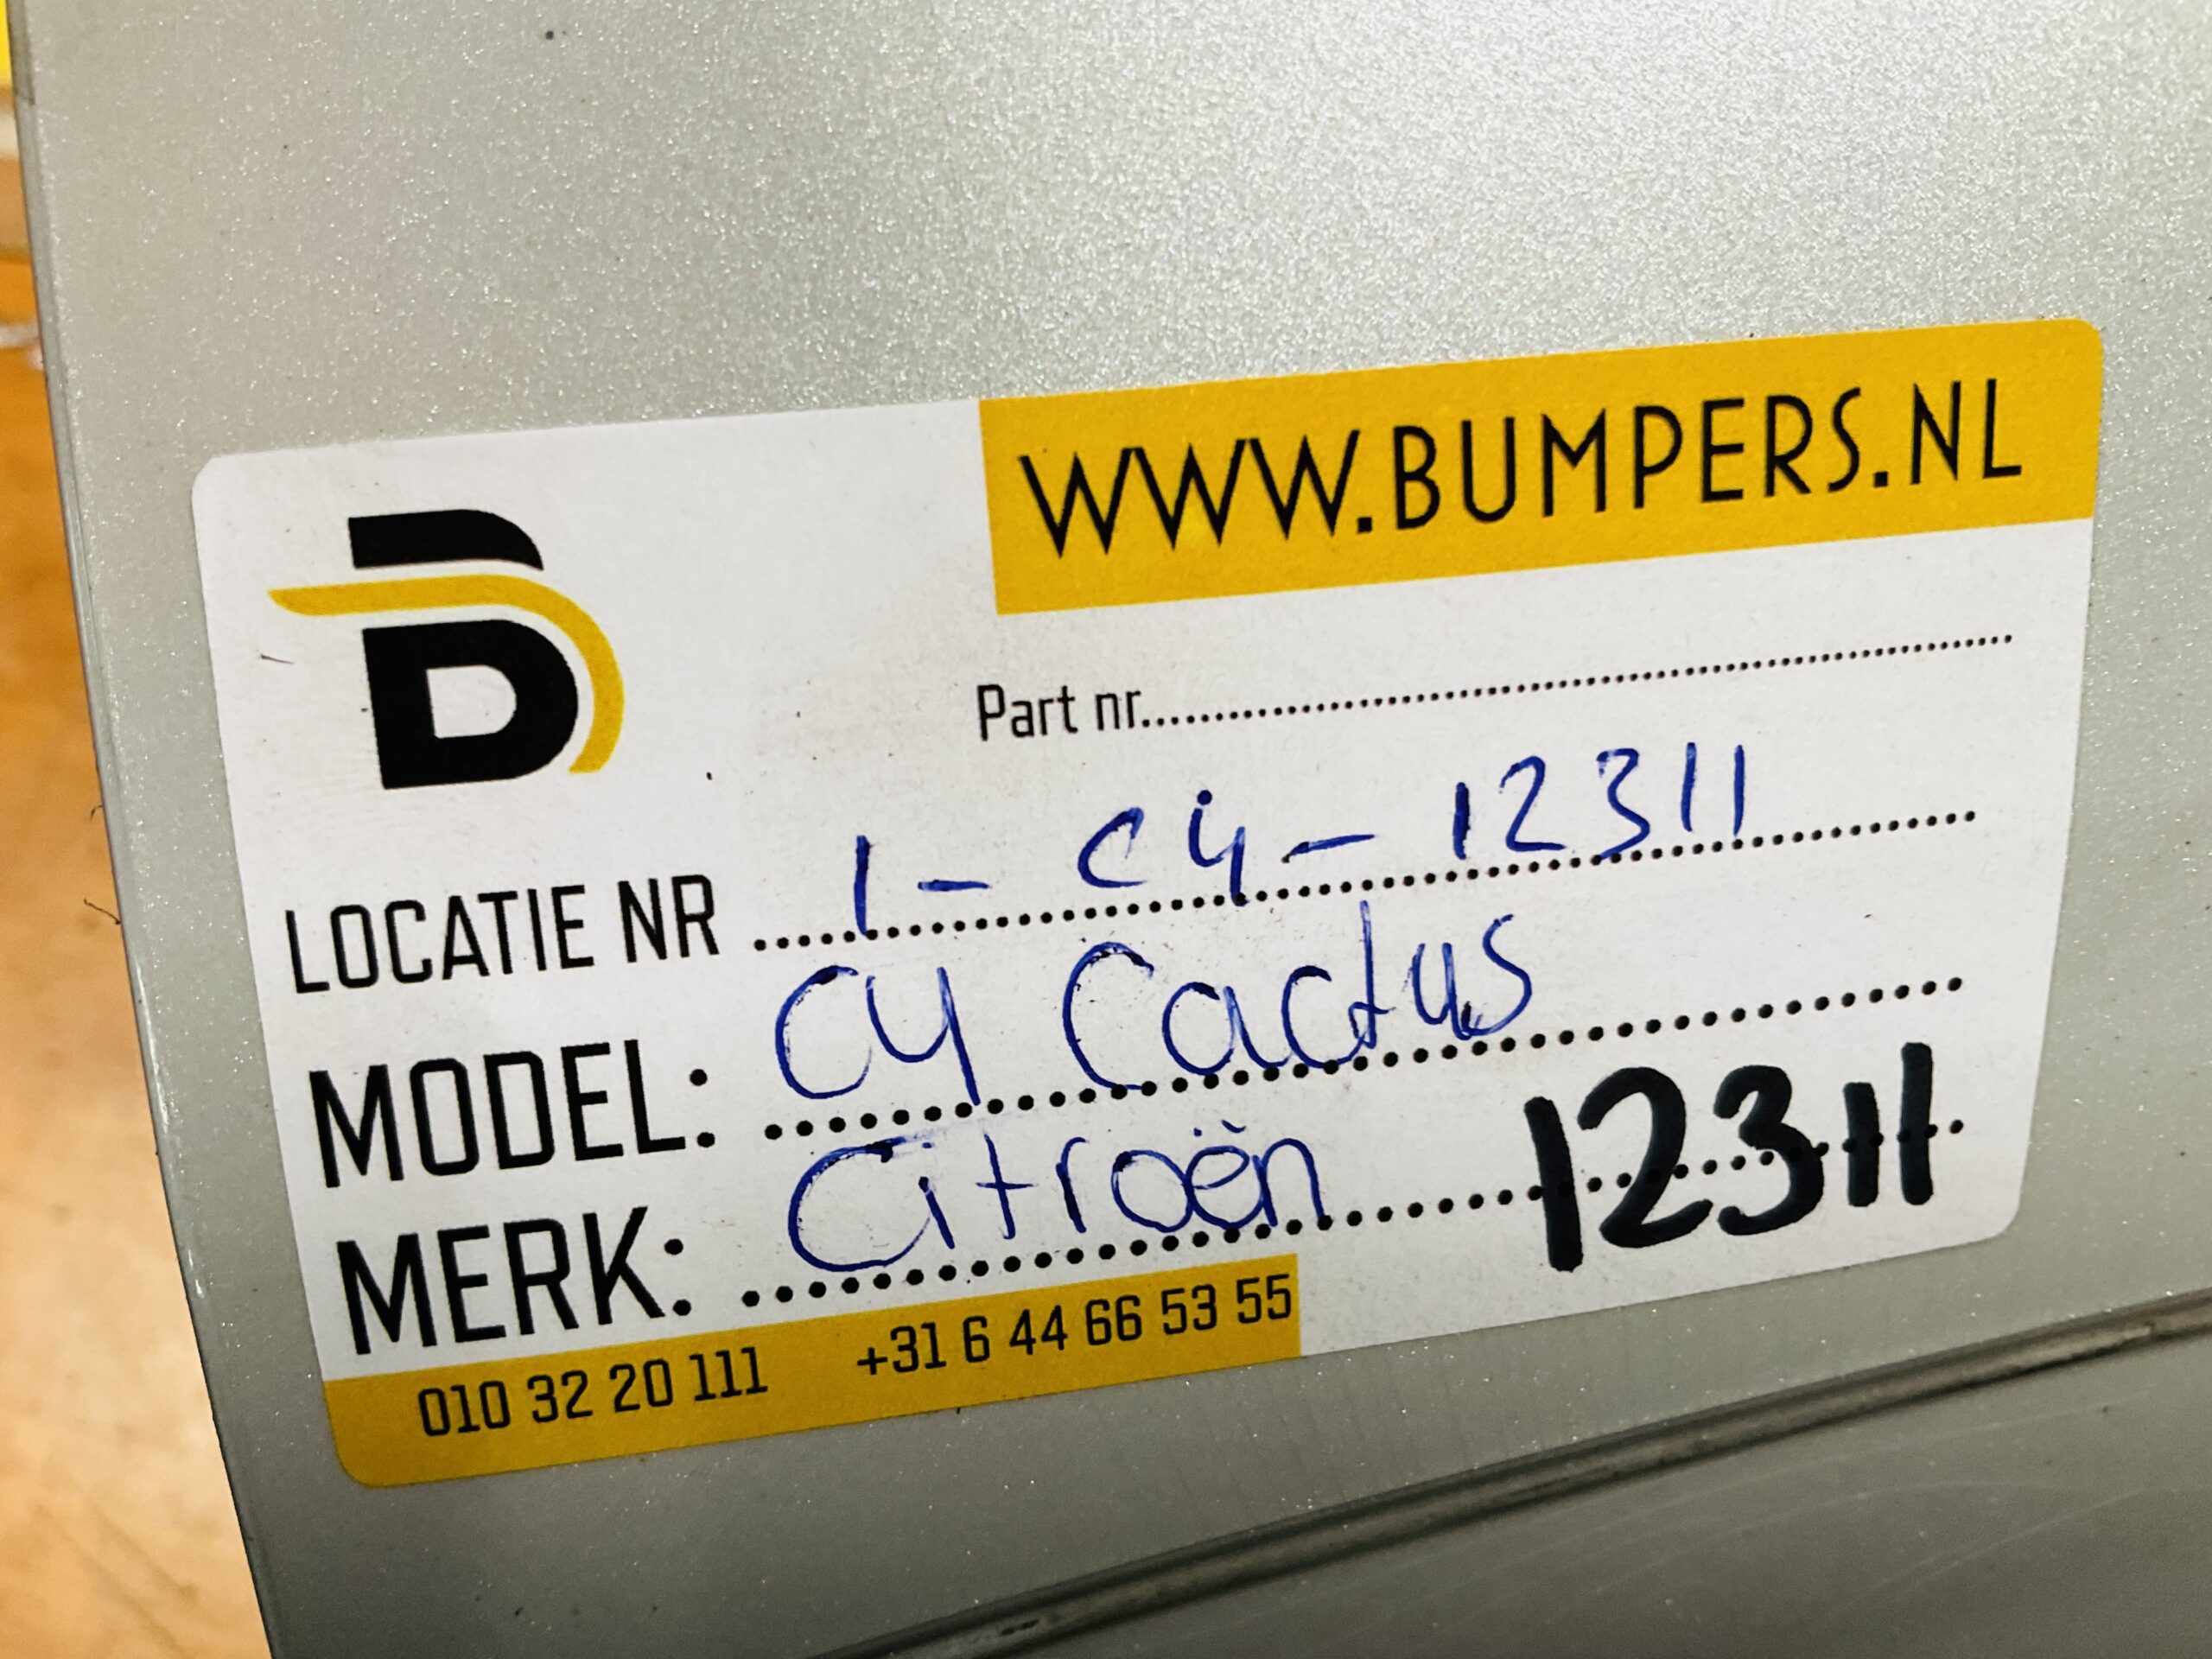 WWW.BUMPERS.NL
B
Part nr.............................................................
LOCATIE NR ........1 - C4 - 12311........
MODEL: C4 Cactus
MERK: Citroën 12311
010 32 20 111 +31 6 44 66 53 55